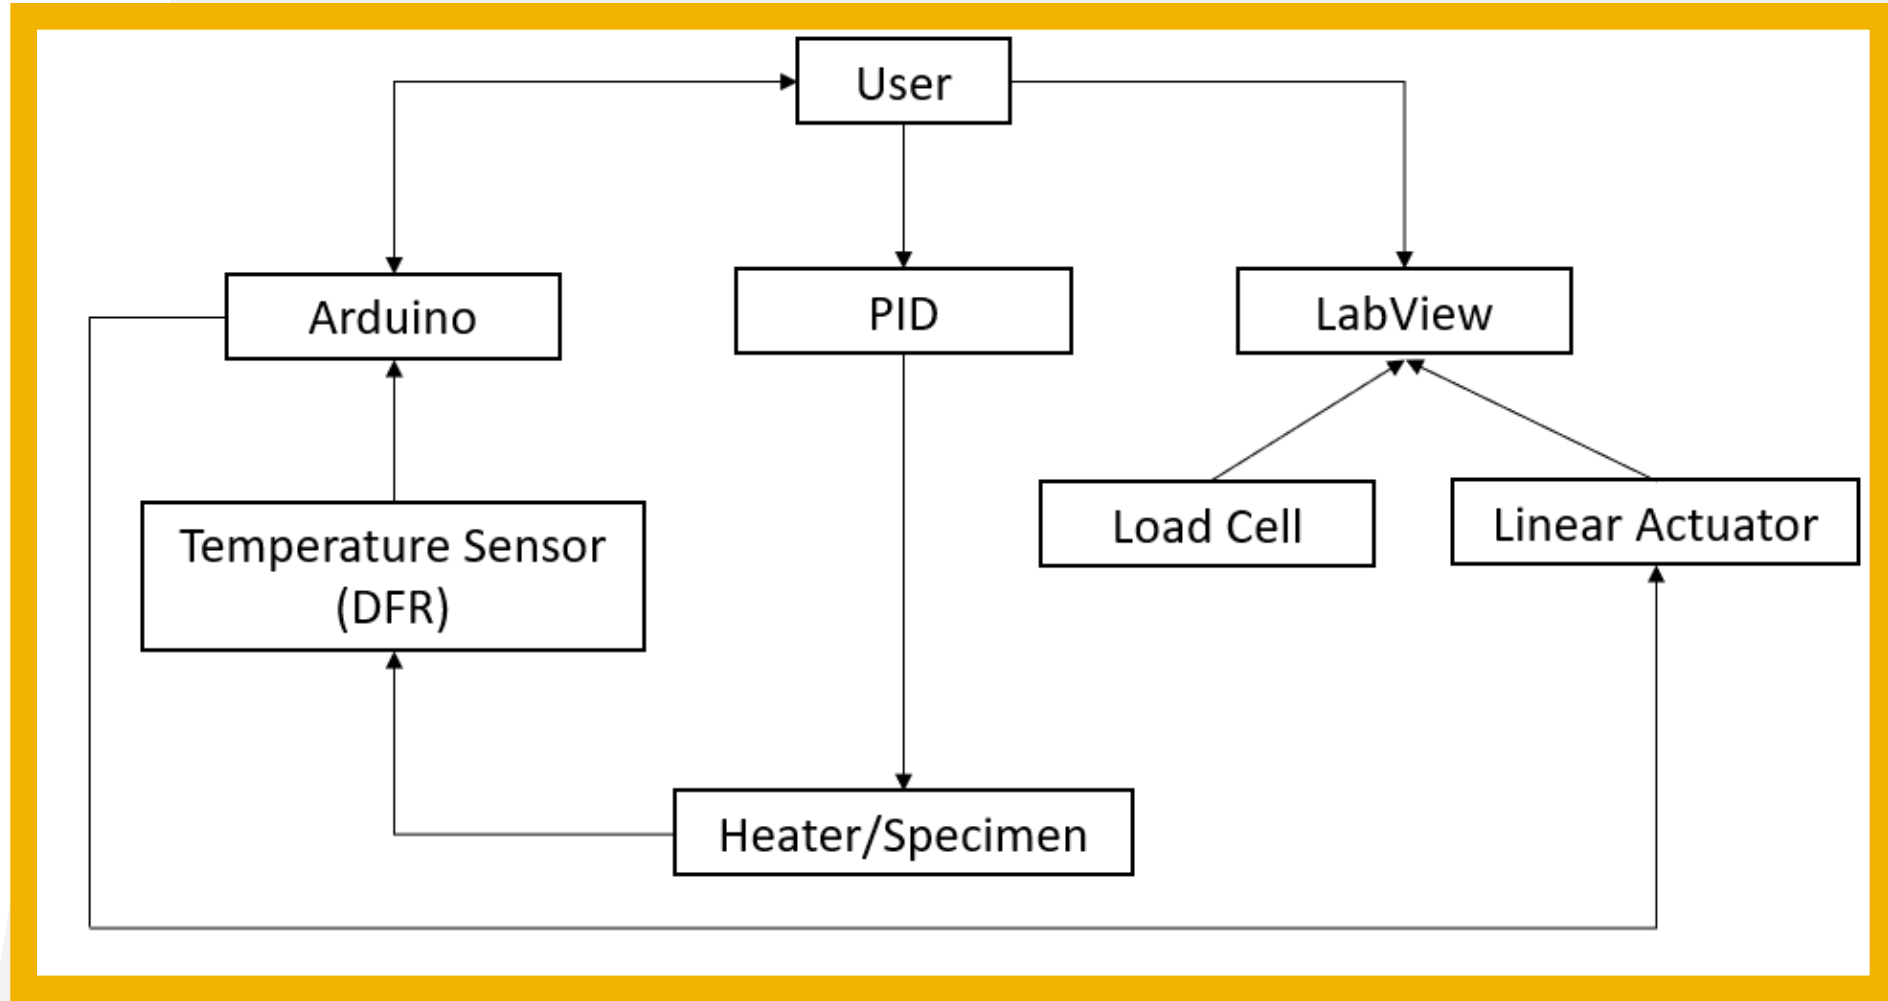 User
Arduino
PID
LabView
Temperature Sensor
(DFR)
Load Cell
Linear Actuator
Heater/Specimen